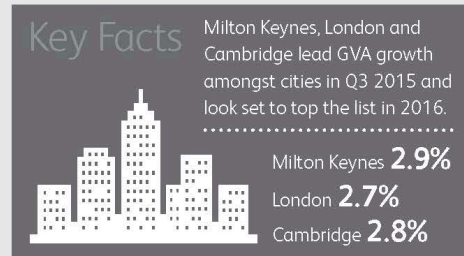 Key Facts
Milton Keynes, London and
Cambridge lead GVA growth
amongst cities in Q3 2015 and
look set to top the list in 2016.
Milton Keynes 2.9%
London 2.7%
Cambridge 2.8%